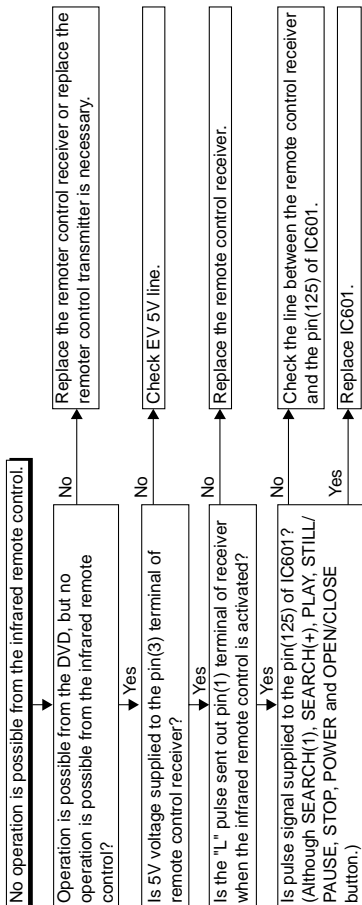 No operation is possible from the infrared remote control.
Operation is possible from the DVD, but no
operation is possible from the infrared remote
control?
No
Replace the remoter control receiver or replace the
remoter control transmitter is necessary.
Yes
Is 5V voltage supplied to the pin(3) terminal of
remote control receiver?
No
Check EV 5V line.
Yes
Is the "L" pulse sent out pin(1) terminal of receiver
when the infrared remote control is activated?
No
Replace the remote control receiver.
Yes
Is pulse signal supplied to the pin(125) of IC601?
(Although SEARCH(1), SEARCH(+), PLAY, STILL/
PAUSE, STOP, POWER and OPEN/CLOSE
button.)
No
Check the line between the remote control receiver
and the pin(125) of IC601.
Yes
Replace IC601.